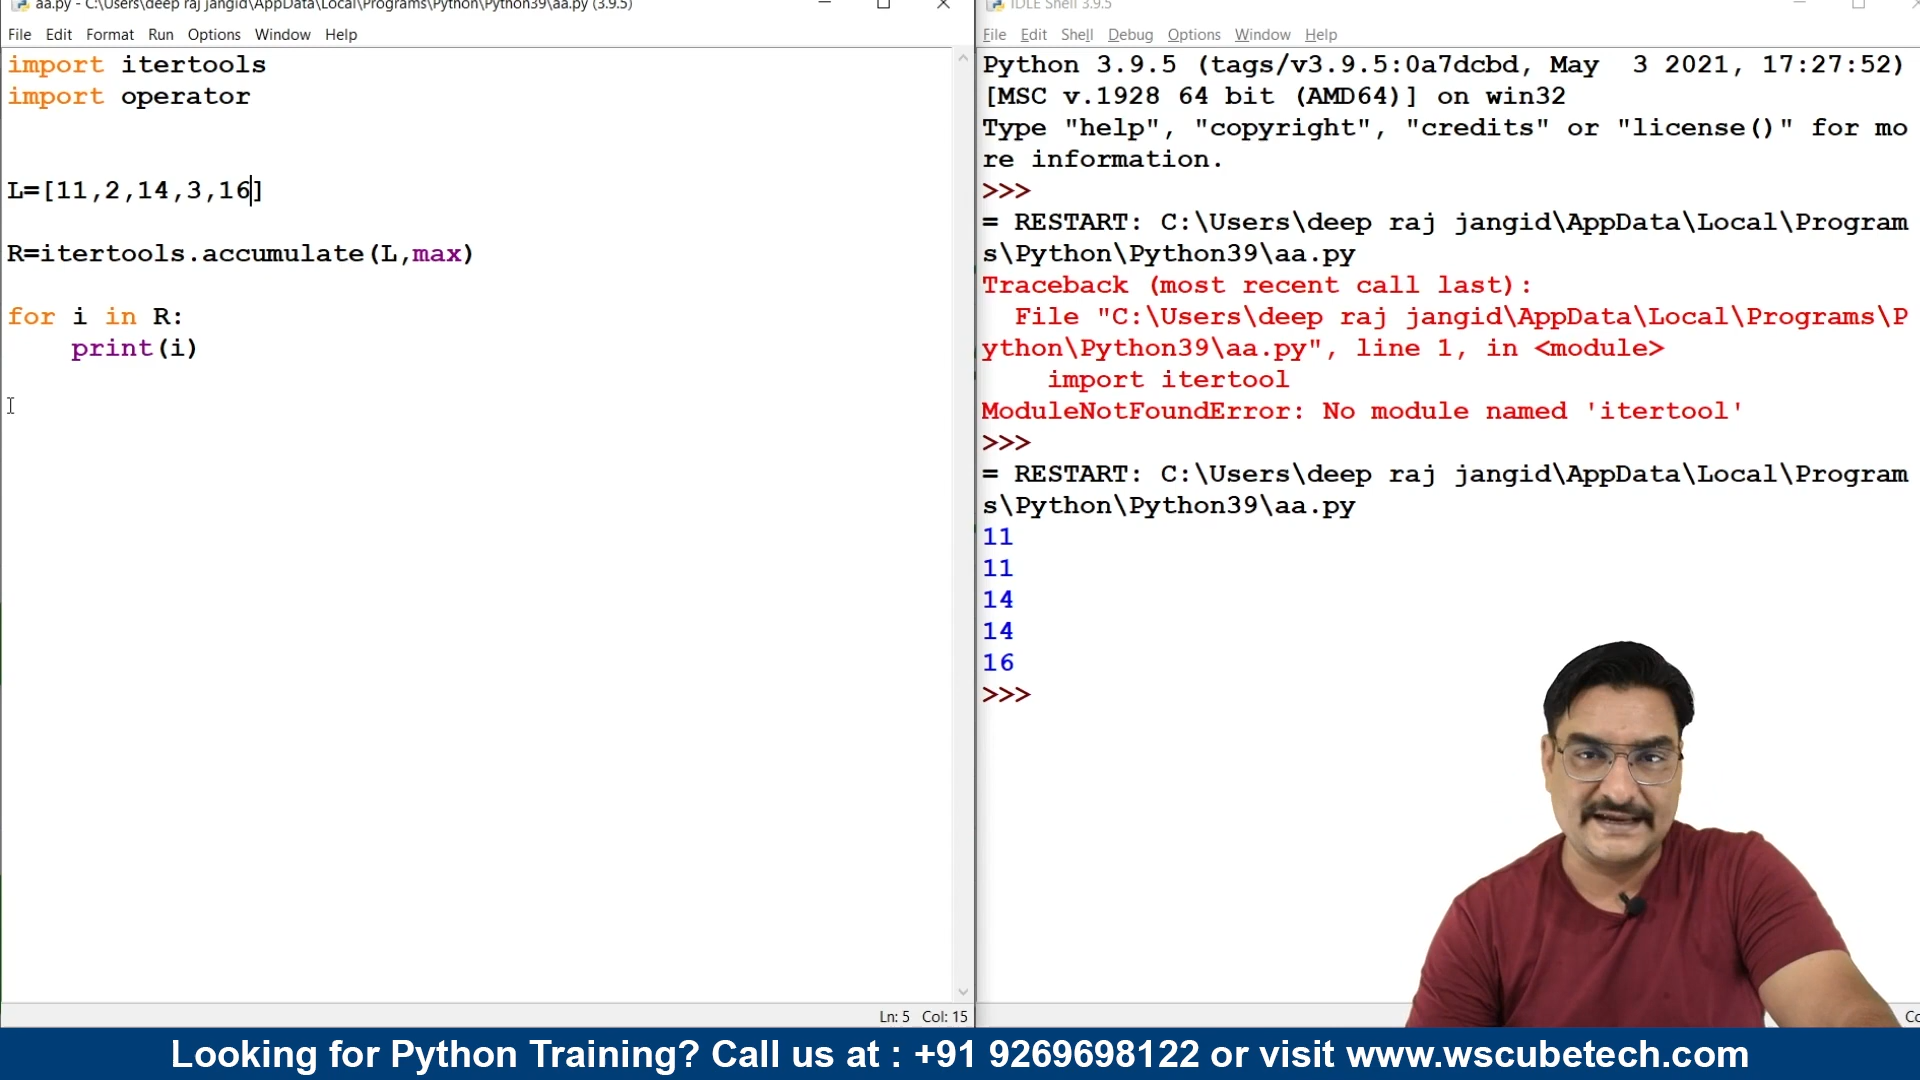 aa.py - C:\Users\deep raj jangid\AppData\Local\Programs\Python\Python39\aa.py (3.9.5)
File Edit Format Run Options Window Help
import itertools
import operator
L=[11,2,14,3,16]
R=itertools.accumulate(L,max)
for i in R:
    print(i)
Ln: 5 Col: 15
IDLE Shell 3.9.5
File Edit Shell Debug Options Window Help
Python 3.9.5 (tags/v3.9.5:0a7dcbd, May  3 2021, 17:27:52)
[MSC v.1928 64 bit (AMD64)] on win32
Type "help", "copyright", "credits" or "license()" for mo
re information.
>>>
= RESTART: C:\Users\deep raj jangid\AppData\Local\Program
s\Python\Python39\aa.py
Traceback (most recent call last):
  File "C:\Users\deep raj jangid\AppData\Local\Programs\P
ython\Python39\aa.py", line 1, in <module>
    import itertool
ModuleNotFoundError: No module named 'itertool'
>>>
= RESTART: C:\Users\deep raj jangid\AppData\Local\Program
s\Python\Python39\aa.py
11
11
14
14
16
>>>
Looking for Python Training? Call us at : +91 9269698122 or visit www.wscubetech.com